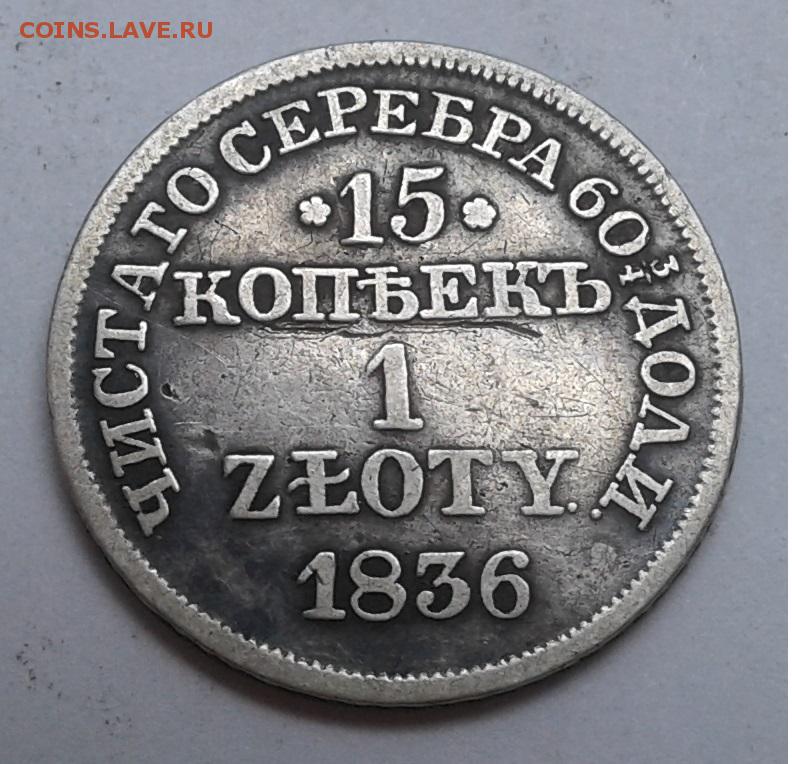 COINS.LAVE.RU
ЧИСТАГО СЕРЕБРА 60 3/4 ДОЛИ.
15
КОПѢЕКЪ
1
ZŁOTY.
1836